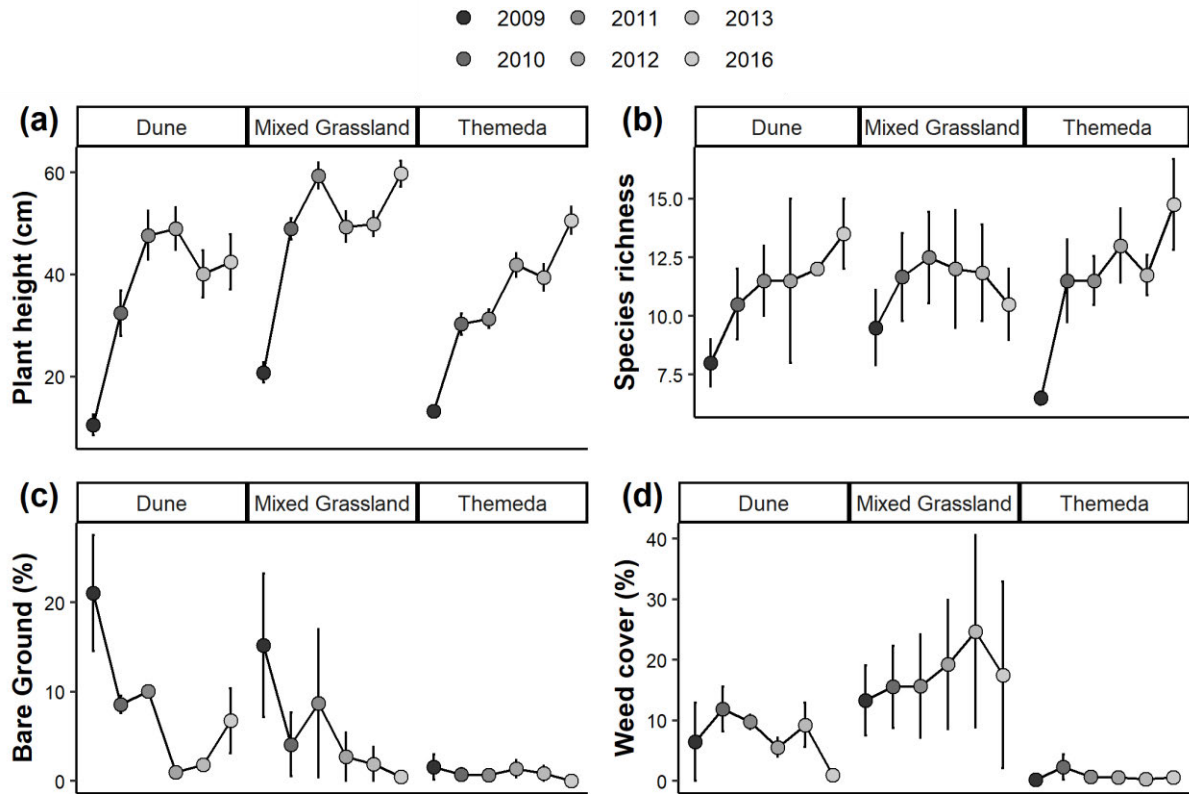 2009 2011 2013
2010 2012 2016
(a)
Dune Mixed Grassland Themeda
Plant height (cm)
60
40
20
(b)
Dune Mixed Grassland Themeda
Species richness
15.0
12.5
10.0
7.5
(c)
Dune Mixed Grassland Themeda
Bare Ground (%)
20
10
0
(d)
Dune Mixed Grassland Themeda
Weed cover (%)
40
30
20
10
0